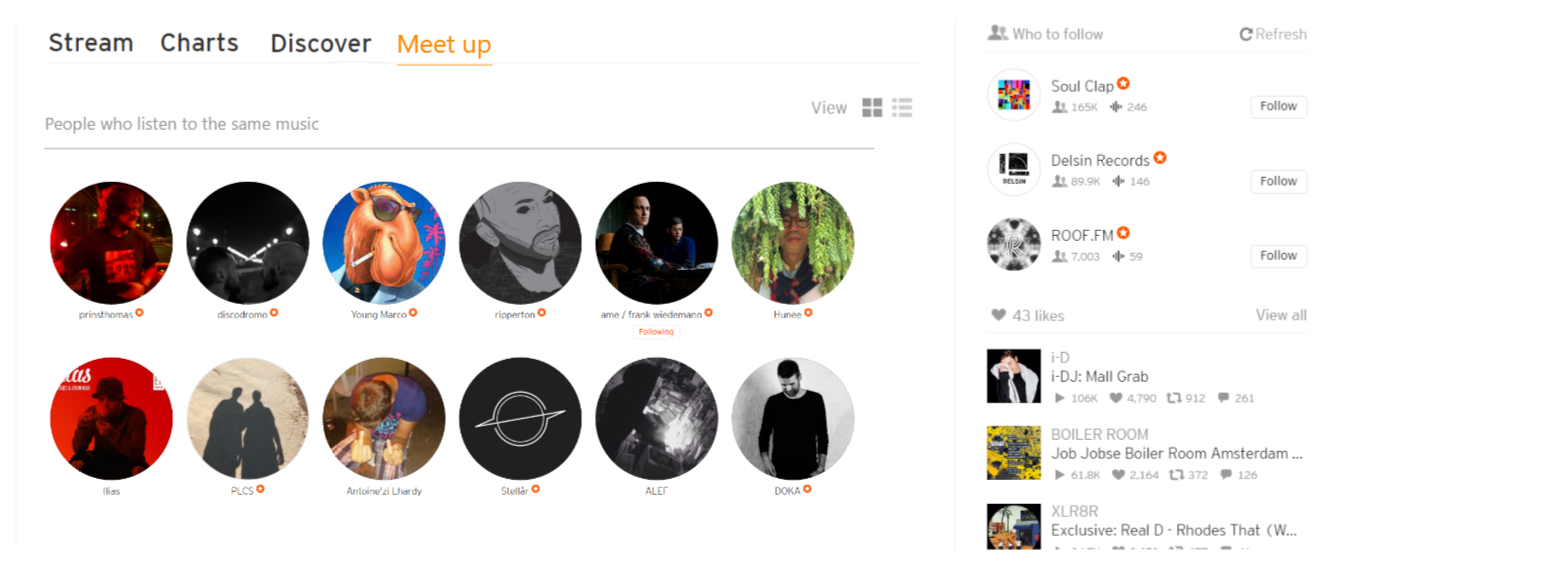 Stream Charts Discover Meet up
View
People who listen to the same music
prinsthomas discodromo Young Marco ripperton ame / frank wiedemann Hunee
Following
Ilias PLCS Antoine'zi Lhardy Stellār ALEF DOKA
Who to follow Refresh
Soul Clap
165K 246 Follow
Delsin Records
DELSIN
89.9K 146 Follow
ROOF.FM
7,003 59 Follow
43 likes View all
i-D
i-DJ: Mall Grab
106K 4,790 912 261
BOILER ROOM
Job Jobse Boiler Room Amsterdam ...
61.8K 2,164 372 126
XLR8R
Exclusive: Real D - Rhodes That (W...